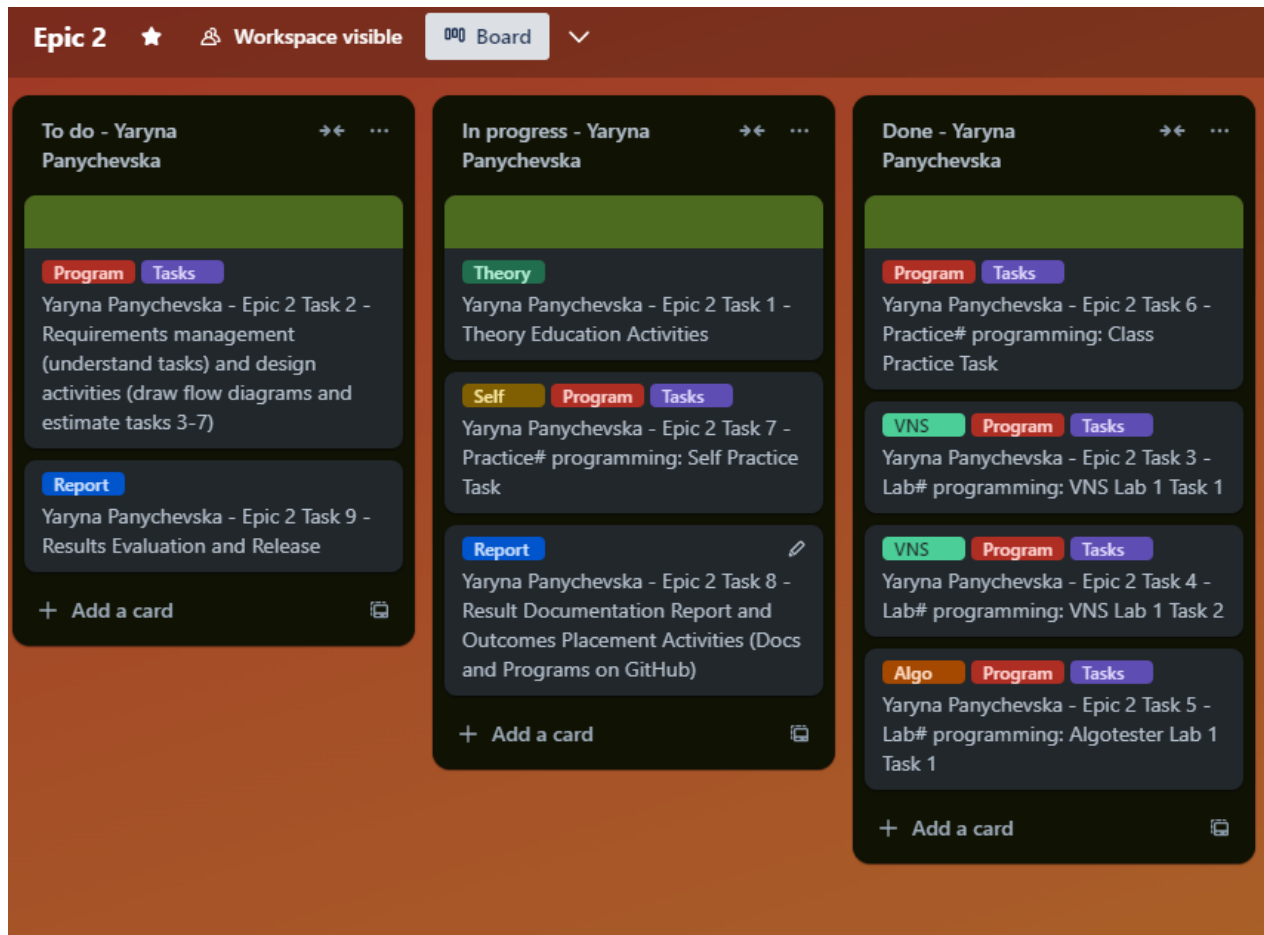 Epic 2
Workspace visible
Board
To do - Yaryna
Panychevska
Program Tasks
Yaryna Panychevska - Epic 2 Task 2 -
Requirements management
(understand tasks) and design
activities (draw flow diagrams and
estimate tasks 3-7)
Report
Yaryna Panychevska - Epic 2 Task 9 -
Results Evaluation and Release
+ Add a card
In progress - Yaryna
Panychevska
Theory
Yaryna Panychevska - Epic 2 Task 1 -
Theory Education Activities
Self Program Tasks
Yaryna Panychevska - Epic 2 Task 7 -
Practice# programming: Self Practice
Task
Report
Yaryna Panychevska - Epic 2 Task 8 -
Result Documentation Report and
Outcomes Placement Activities (Docs
and Programs on GitHub)
+ Add a card
Done - Yaryna
Panychevska
Program Tasks
Yaryna Panychevska - Epic 2 Task 6 -
Practice# programming: Class
Practice Task
VNS Program Tasks
Yaryna Panychevska - Epic 2 Task 3 -
Lab# programming: VNS Lab 1 Task 1
VNS Program Tasks
Yaryna Panychevska - Epic 2 Task 4 -
Lab# programming: VNS Lab 1 Task 2
Algo Program Tasks
Yaryna Panychevska - Epic 2 Task 5 -
Lab# programming: Algotester Lab 1
Task 1
+ Add a card